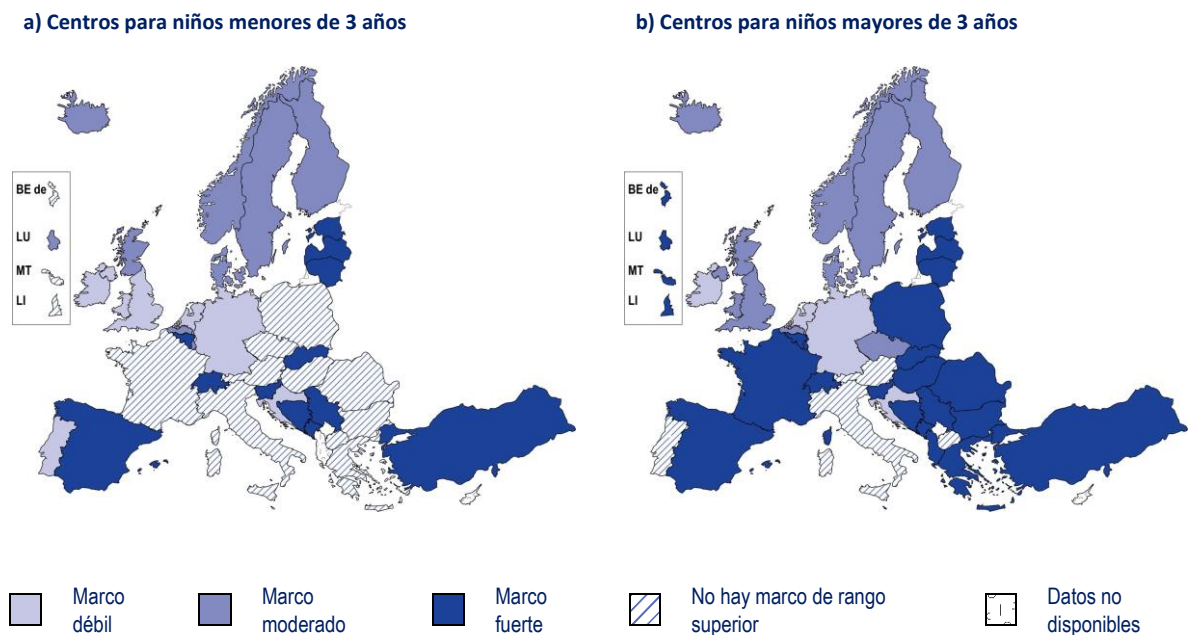 a) Centros para niños menores de 3 años
b) Centros para niños mayores de 3 años
BE de
LU
MT
LI
BE de
LU
MT
LI
Marco
débil
Marco
moderado
Marco
fuerte
No hay marco de rango
superior
Datos no
disponibles